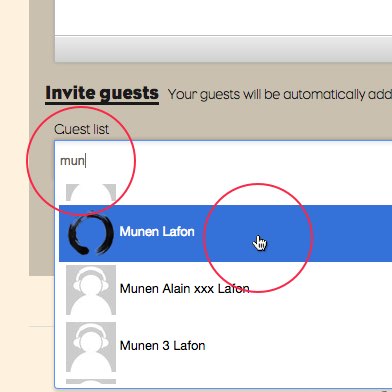 Invite guests Your guests will be automatically add
Guest list
mun
Munen Lafon
Munen Alain xxx Lafon
Munen 3 Lafon